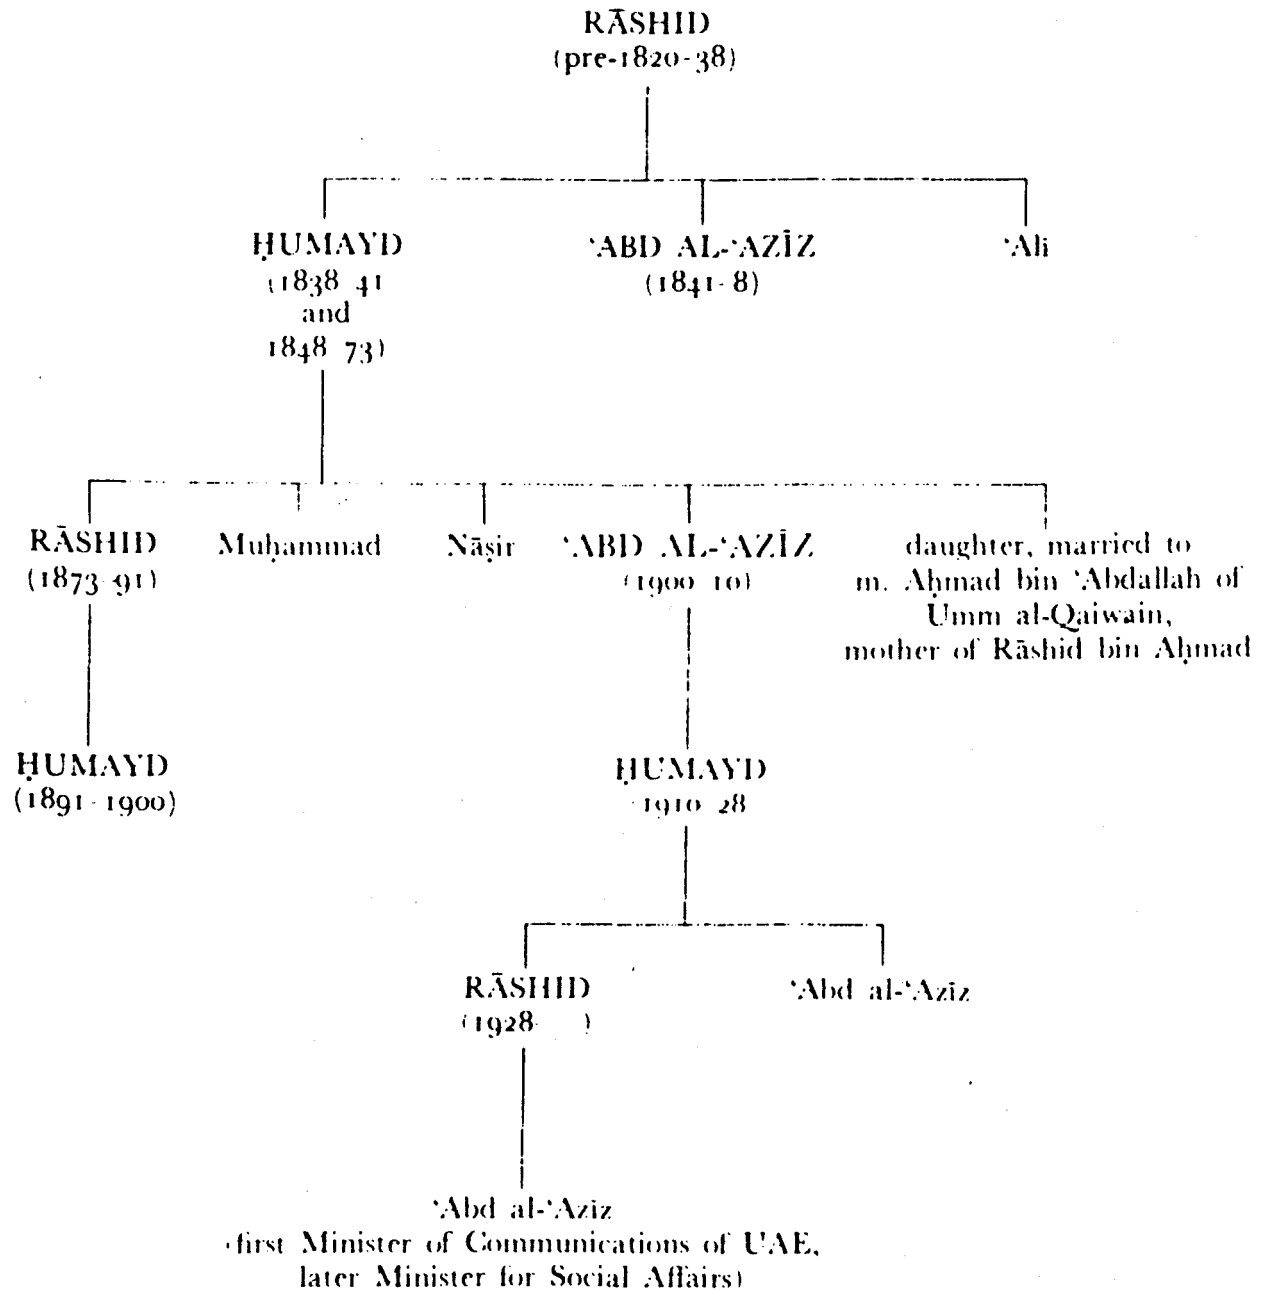 RĀSHID
(pre-1820-38)
ḤUMAYD
(1838 41
and
1848 73)
‘ABD AL-‘AZĪZ
(1841-8)
‘Ali
RĀSHID
(1873-91)
Muḥammad
Nāṣir
‘ABD AL-‘AZĪZ
(1900 10)
daughter, married to
m. Aḥmad bin ‘Abdallah of
Umm al-Qaiwain,
mother of Rāshid bin Aḥmad
ḤUMAYD
(1891-1900)
ḤUMAYD
1910 28
RĀSHID
(1928- )
‘Abd al-‘Azīz
‘Abd al-‘Aziz
(first Minister of Communications of UAE,
later Minister for Social Affairs)